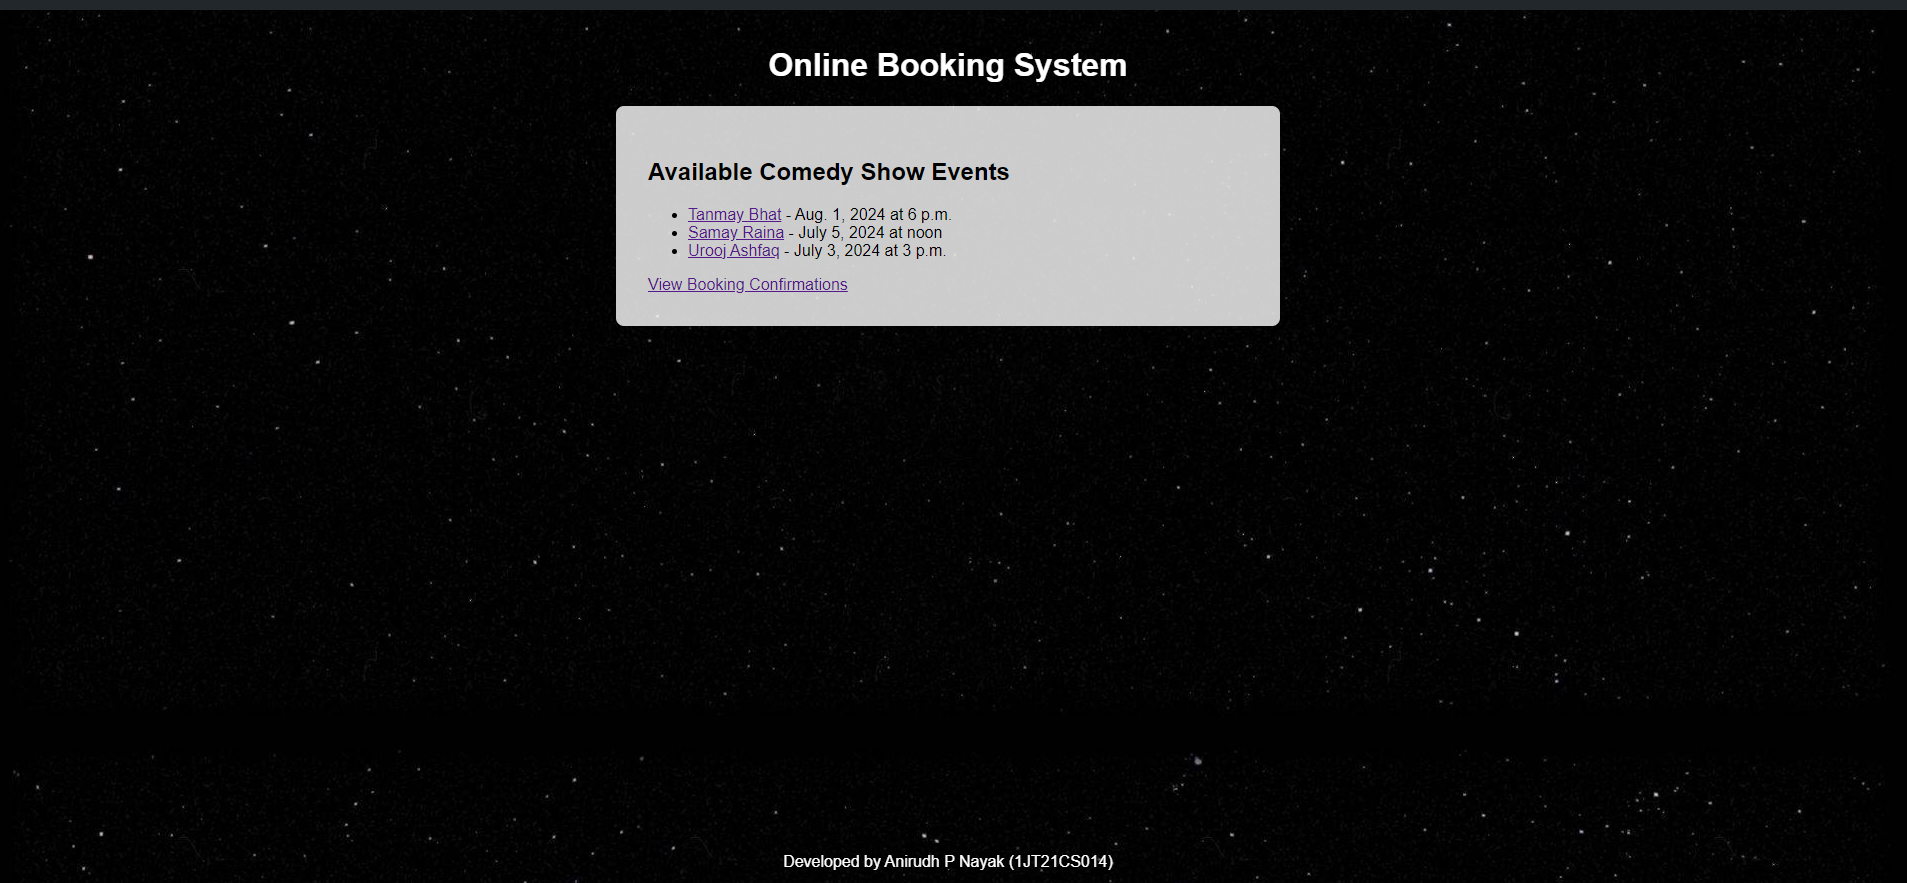 Online Booking System
Available Comedy Show Events
Tanmay Bhat - Aug. 1, 2024 at 6 p.m.
Samay Raina - July 5, 2024 at noon
Urooj Ashfaq - July 3, 2024 at 3 p.m.
View Booking Confirmations
Developed by Anirudh P Nayak (1JT21CS014)